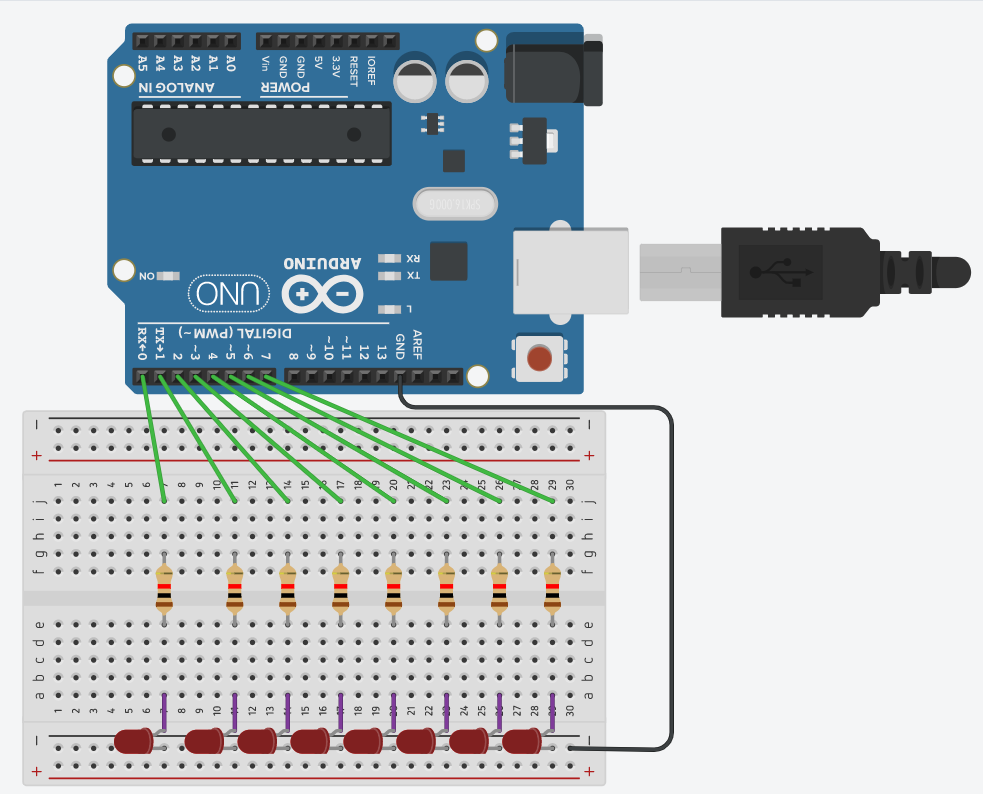 A5 A4 A3 A2 A1 A0 Vin GND GND 5V 3.3V RESET IOREF
ANALOG IN POWER
RX
ARDUINO
TX
ON
UNO
L
DIGITAL (PWM ~)
RX←0 TX→1 2 ~3 4 ~5 ~6 7 8 ~9 ~10 ~11 12 13 GND AREF
− −
+ +
1 2 3 4 5 6 7 8 9 10 11 12 13 14 15 16 17 18 19 20 21 22 23 24 25 26 27 28 29 30
j j
i i
h h
g g
f f
e e
d d
c c
b b
a a
1 2 3 4 5 6 7 8 9 10 11 12 13 14 15 16 17 18 19 20 21 22 23 24 25 26 27 28 29 30
− −
+ +